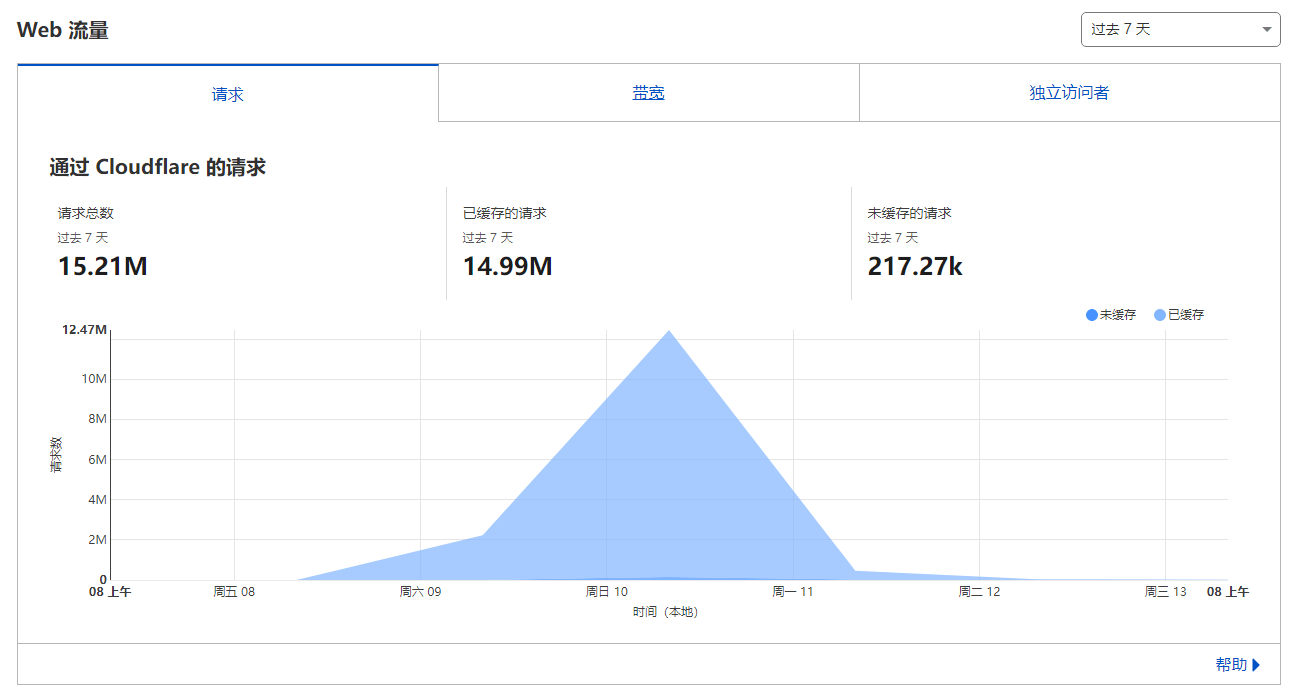 Web 流量
过去 7 天
请求
带宽
独立访问者
通过 Cloudflare 的请求
请求总数
过去 7 天
15.21M
已缓存的请求
过去 7 天
14.99M
未缓存的请求
过去 7 天
217.27k
未缓存 已缓存
12.47M
10M
8M
6M
4M
2M
0
请求数
08 上午 周五 08 周六 09 周日 10 周一 11 周二 12 周三 13 08 上午
时间（本地）
帮助